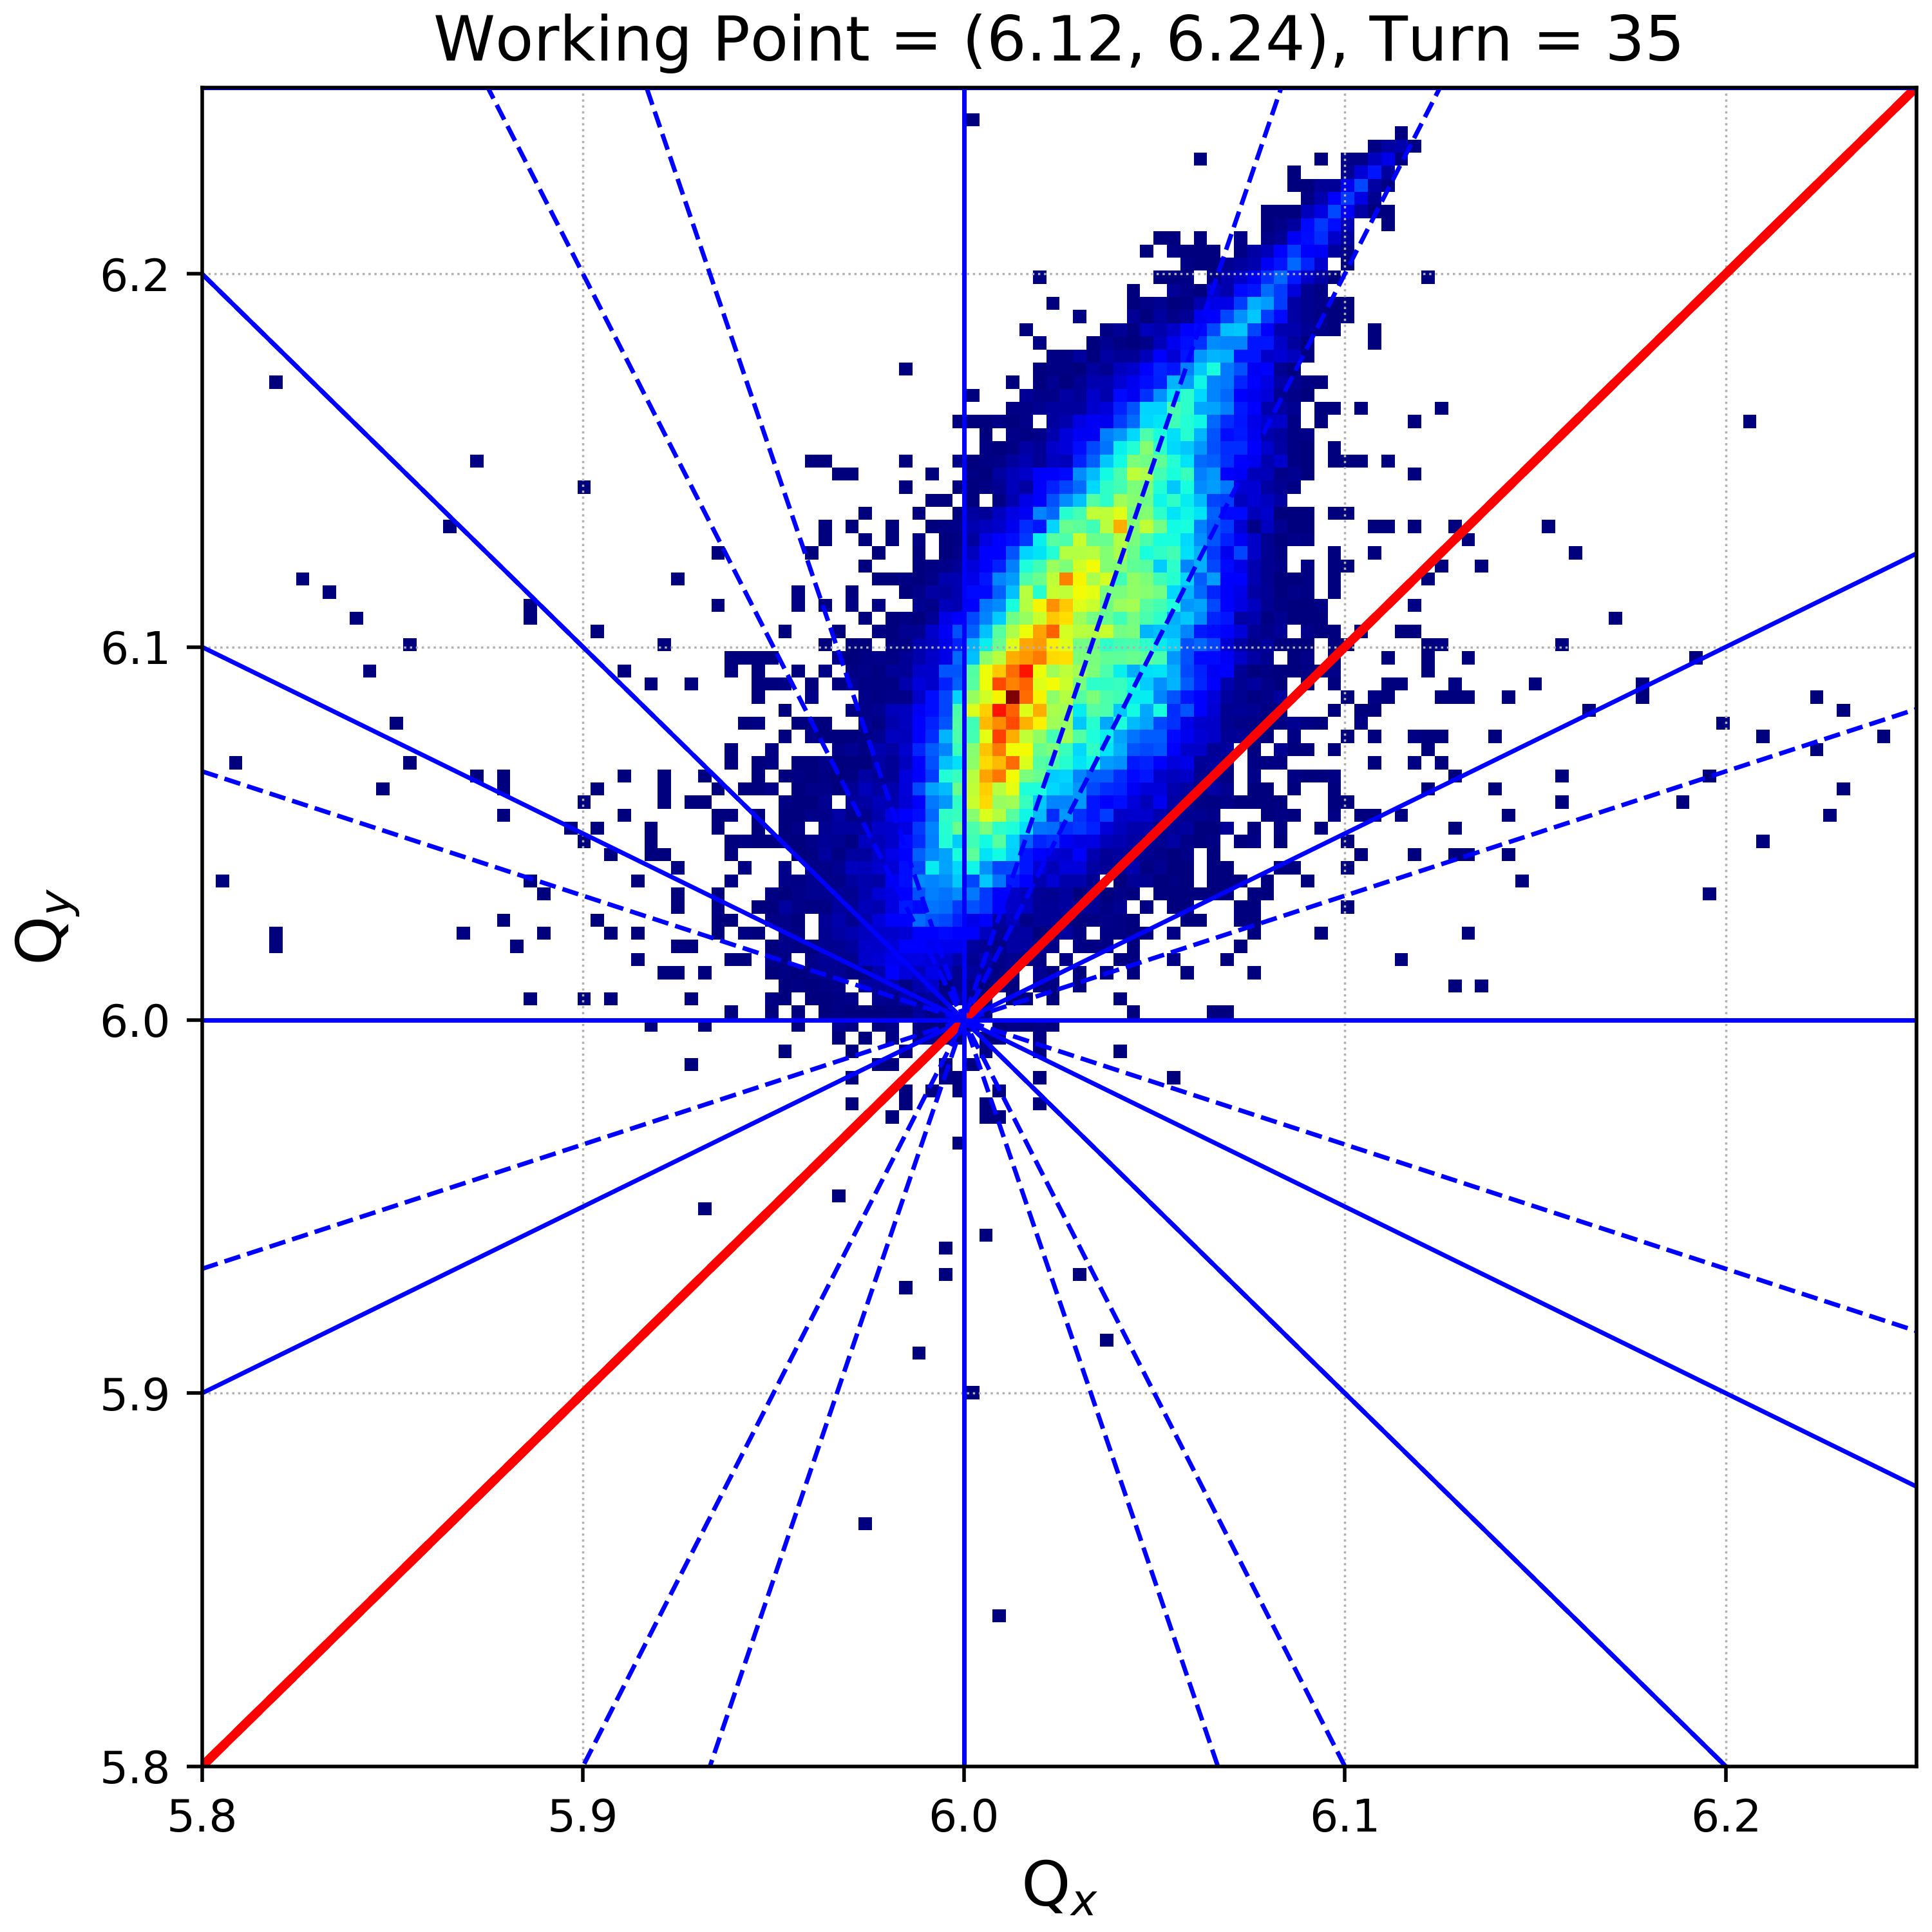 Working Point = (6.12, 6.24), Turn = 35
6.2
6.1
6.0
5.9
5.8
Qy
5.8 5.9 6.0 6.1 6.2
Qx